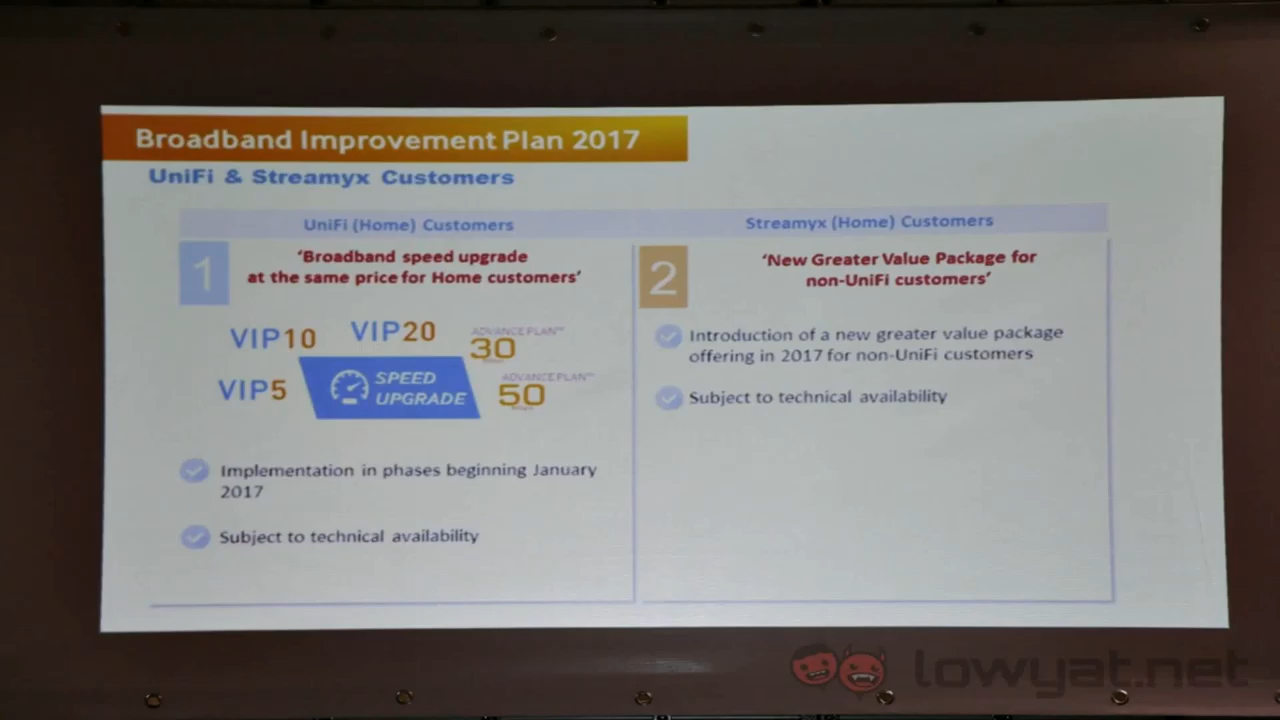 Broadband Improvement Plan 2017
UniFi & Streamyx Customers
UniFi (Home) Customers
1
'Broadband speed upgrade
at the same price for Home customers'
VIP10
VIP20
ADVANCE PLAN™
30
VIP5
SPEED
UPGRADE
ADVANCE PLAN™
50
Implementation in phases beginning January
2017
Subject to technical availability
Streamyx (Home) Customers
2
'New Greater Value Package for
non-UniFi customers'
Introduction of a new greater value package
offering in 2017 for non-UniFi customers
Subject to technical availability
lowyat.net